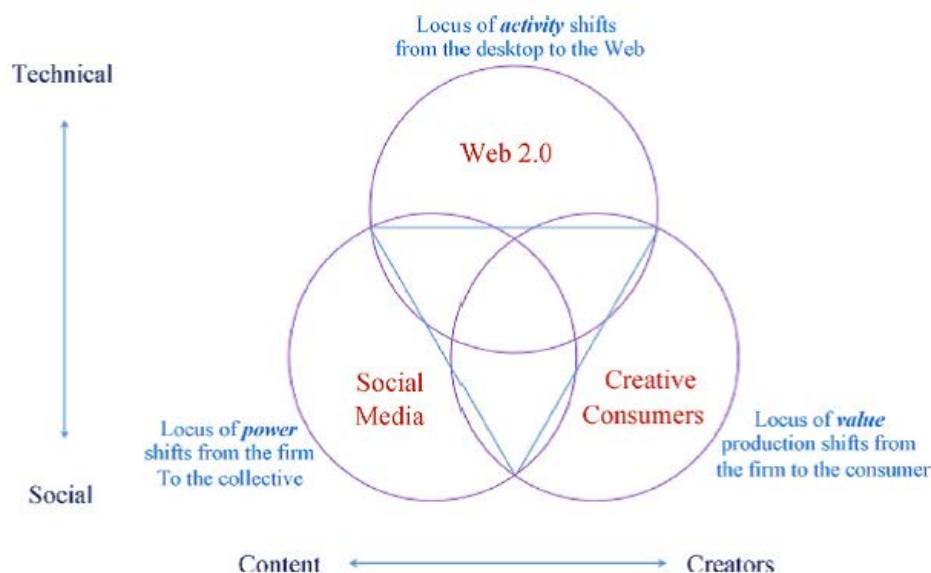 Locus of activity shifts
from the desktop to the Web
Technical
Web 2.0
Social
Media
Creative
Consumers
Locus of power
shifts from the firm
To the collective
Locus of value
production shifts from
the firm to the consumer
Social
Content
Creators